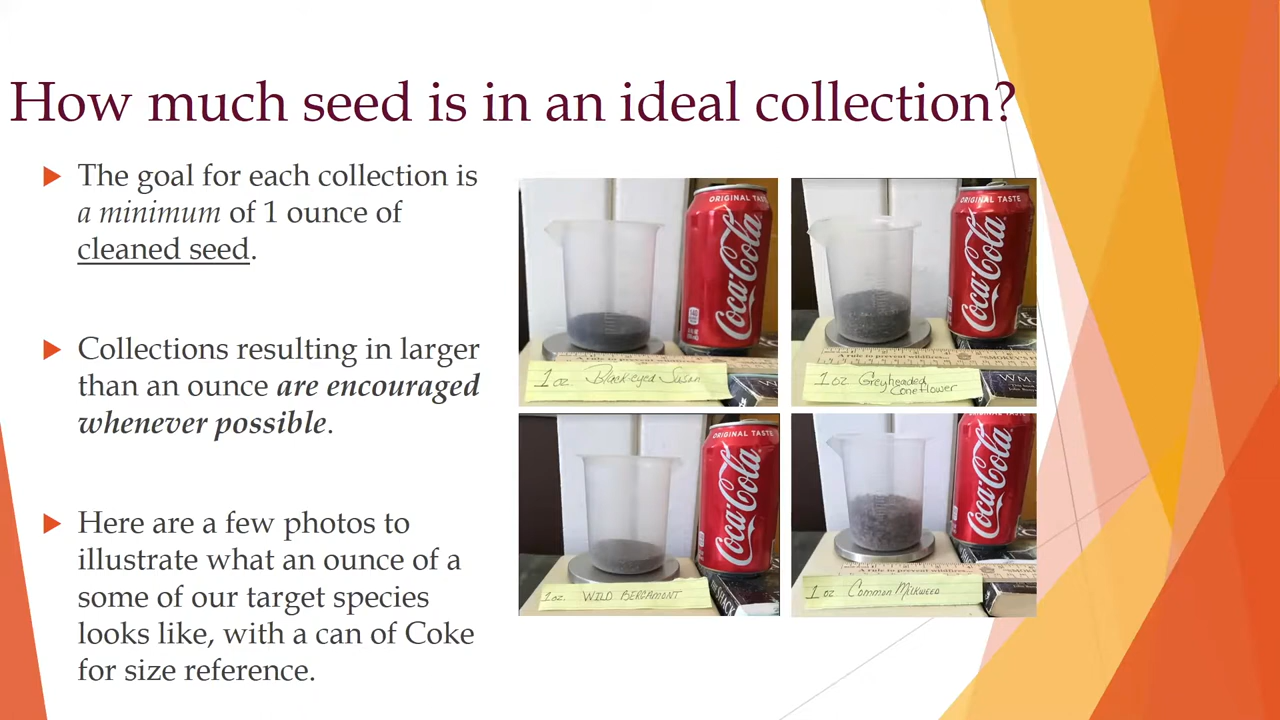 How much seed is in an ideal collection?
The goal for each collection is
a minimum of 1 ounce of
cleaned seed.
Collections resulting in larger
than an ounce are encouraged
whenever possible.
Here are a few photos to
illustrate what an ounce of a
some of our target species
looks like, with a can of Coke
for size reference.
ORIGINAL TASTE
Coca-Cola
1 oz. Blackeyed Susan
ORIGINAL TASTE
Coca-Cola
1 oz Greyheaded
Coneflower
ORIGINAL TASTE
Coca-Cola
1 oz. WILD BERGAMONT
ORIGINAL TASTE
Coca-Cola
A rule to prevent
1 oz Common Milkweed